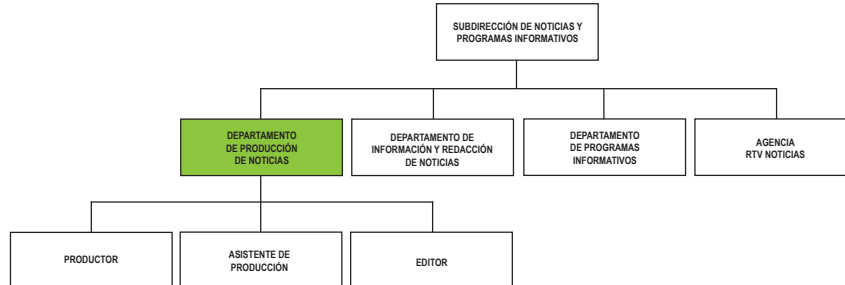 SUBDIRECCIÓN DE NOTICIAS Y
PROGRAMAS INFORMATIVOS
DEPARTAMENTO
DE PRODUCCIÓN
DE NOTICIAS
DEPARTAMENTO DE
INFORMACIÓN Y REDACCIÓN
DE NOTICIAS
DEPARTAMENTO
DE PROGRAMAS
INFORMATIVOS
AGENCIA
RTV NOTICIAS
PRODUCTOR
ASISTENTE DE
PRODUCCIÓN
EDITOR